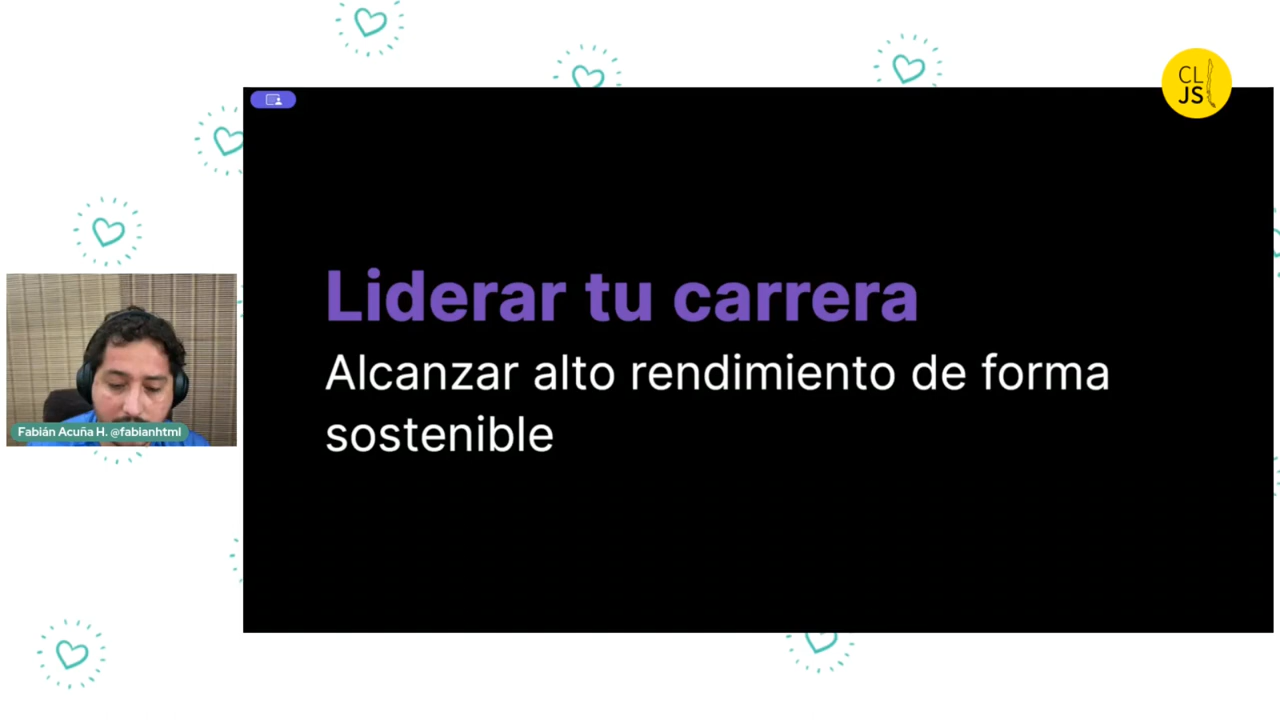 CL
JS
Liderar tu carrera
Alcanzar alto rendimiento de forma
sostenible
Fabián Acuña H. @fabianhtml